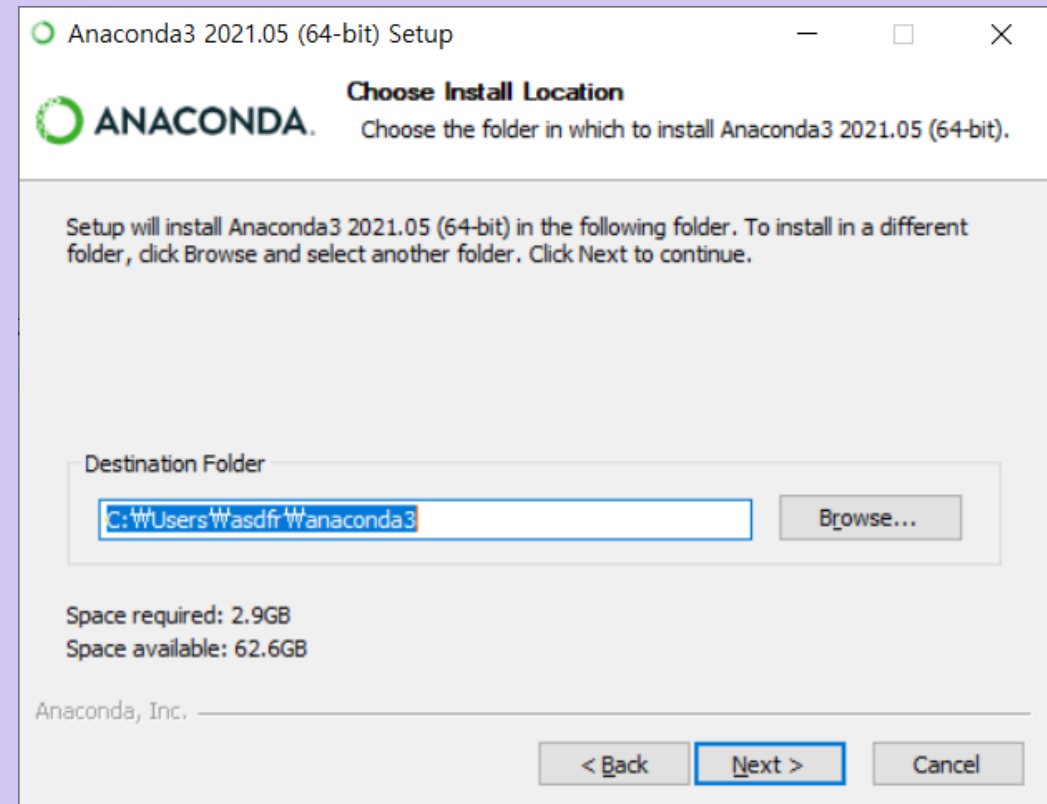 Anaconda3 2021.05 (64-bit) Setup
ANACONDA.
Choose Install Location
Choose the folder in which to install Anaconda3 2021.05 (64-bit).
Setup will install Anaconda3 2021.05 (64-bit) in the following folder. To install in a different
folder, click Browse and select another folder. Click Next to continue.
Destination Folder
C:₩Users₩asdfr₩anaconda3
Browse...
Space required: 2.9GB
Space available: 62.6GB
Anaconda, Inc.
< Back
Next >
Cancel